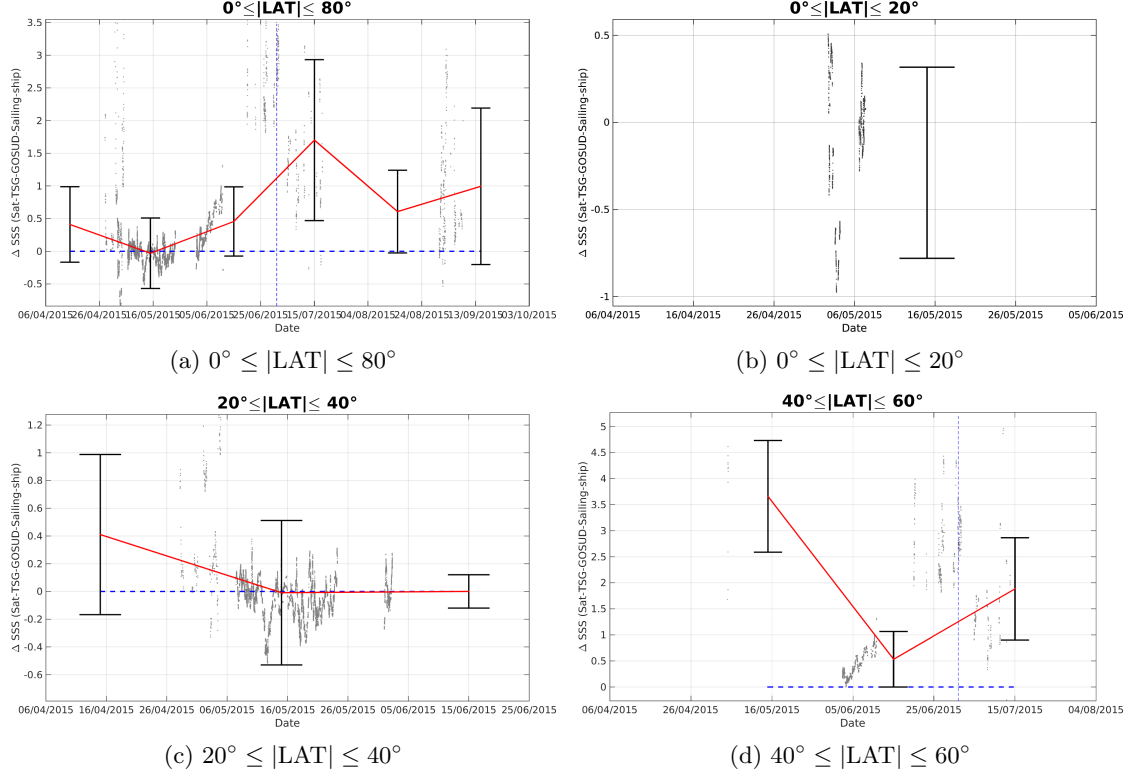 0°≤|LAT|≤ 80°
3.5
3
2.5
2
1.5
1
0.5
0
-0.5
Δ SSS (Sat-TSG-GOSUD-Sailing-ship)
06/04/2015 26/04/2015 16/05/2015 05/06/2015 25/06/2015 15/07/2015 04/08/2015 24/08/2015 13/09/2015 03/10/2015
Date
(a) 0° ≤ |LAT| ≤ 80°
0°≤|LAT|≤ 20°
0.5
0
-0.5
-1
Δ SSS (Sat-TSG-GOSUD-Sailing-ship)
06/04/2015 16/04/2015 26/04/2015 06/05/2015 16/05/2015 26/05/2015 05/06/2015
Date
(b) 0° ≤ |LAT| ≤ 20°
20°≤|LAT|≤ 40°
1.2
1
0.8
0.6
0.4
0.2
0
-0.2
-0.4
-0.6
Δ SSS (Sat-TSG-GOSUD-Sailing-ship)
06/04/2015 16/04/2015 26/04/2015 06/05/2015 16/05/2015 26/05/2015 05/06/2015 15/06/2015 25/06/2015
Date
(c) 20° ≤ |LAT| ≤ 40°
40°≤|LAT|≤ 60°
5
4.5
4
3.5
3
2.5
2
1.5
1
0.5
0
Δ SSS (Sat-TSG-GOSUD-Sailing-ship)
06/04/2015 26/04/2015 16/05/2015 05/06/2015 25/06/2015 15/07/2015 04/08/2015
Date
(d) 40° ≤ |LAT| ≤ 60°